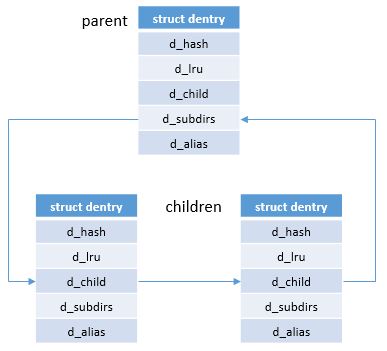 parent
struct dentry
d_hash
d_lru
d_child
d_subdirs
d_alias
children
struct dentry
d_hash
d_lru
d_child
d_subdirs
d_alias
struct dentry
d_hash
d_lru
d_child
d_subdirs
d_alias